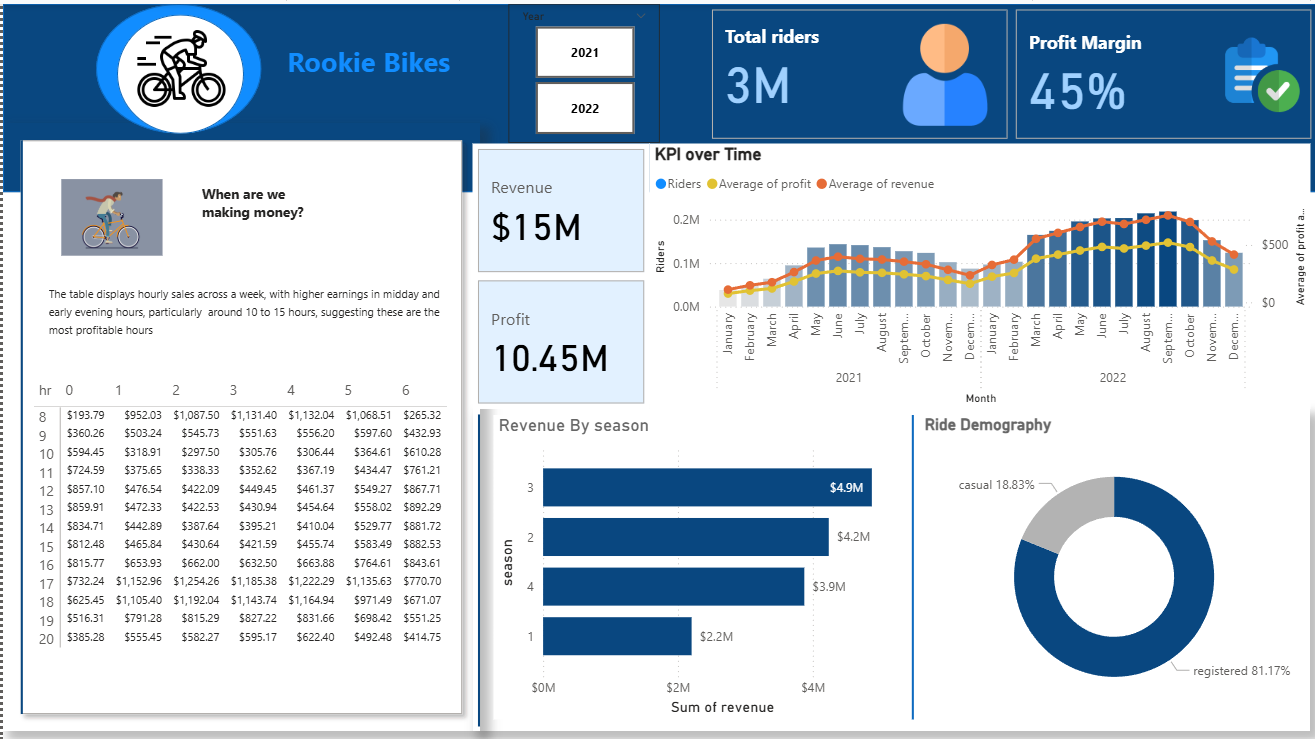 Year
2021
2022
Rookie Bikes
Total riders
3M
Profit Margin
45%
When are we
making money?
The table displays hourly sales across a week, with higher earnings in midday and
early evening hours, particularly around 10 to 15 hours, suggesting these are the
most profitable hours
hr 0 1 2 3 4 5 6
8 $193.79 $952.03 $1,087.50 $1,131.40 $1,132.04 $1,068.51 $265.32
9 $360.26 $503.24 $545.73 $551.63 $556.20 $597.60 $432.93
10 $594.45 $318.91 $297.50 $305.76 $306.44 $364.61 $610.28
11 $724.59 $375.65 $338.33 $352.62 $367.19 $434.47 $761.21
12 $857.10 $476.54 $422.09 $449.45 $461.37 $549.27 $867.71
13 $859.91 $472.33 $422.53 $430.94 $454.64 $558.02 $892.29
14 $834.71 $442.89 $387.64 $395.21 $410.04 $529.77 $881.72
15 $812.48 $465.84 $430.64 $421.59 $455.74 $583.49 $882.53
16 $815.77 $653.93 $662.00 $632.50 $663.88 $764.61 $843.61
17 $732.24 $1,152.96 $1,254.26 $1,185.38 $1,222.29 $1,135.63 $770.70
18 $625.45 $1,105.40 $1,192.04 $1,143.74 $1,164.94 $971.49 $671.07
19 $516.31 $791.28 $815.29 $827.22 $831.66 $698.42 $551.25
20 $385.28 $555.45 $582.27 $595.17 $622.40 $492.48 $414.75
Revenue
$15M
Profit
10.45M
KPI over Time
Riders Average of profit Average of revenue
Riders
0.2M
0.1M
0.0M
$500
$0
Average of profit a...
January February March April May June July August Septem... October Novem... Decem... January February March April May June July August Septem... October Novem... Decem...
2021 2022
Month
Revenue By season
season
3 $4.9M
2 $4.2M
4 $3.9M
1 $2.2M
$0M $2M $4M
Sum of revenue
Ride Demography
casual 18.83%
registered 81.17%